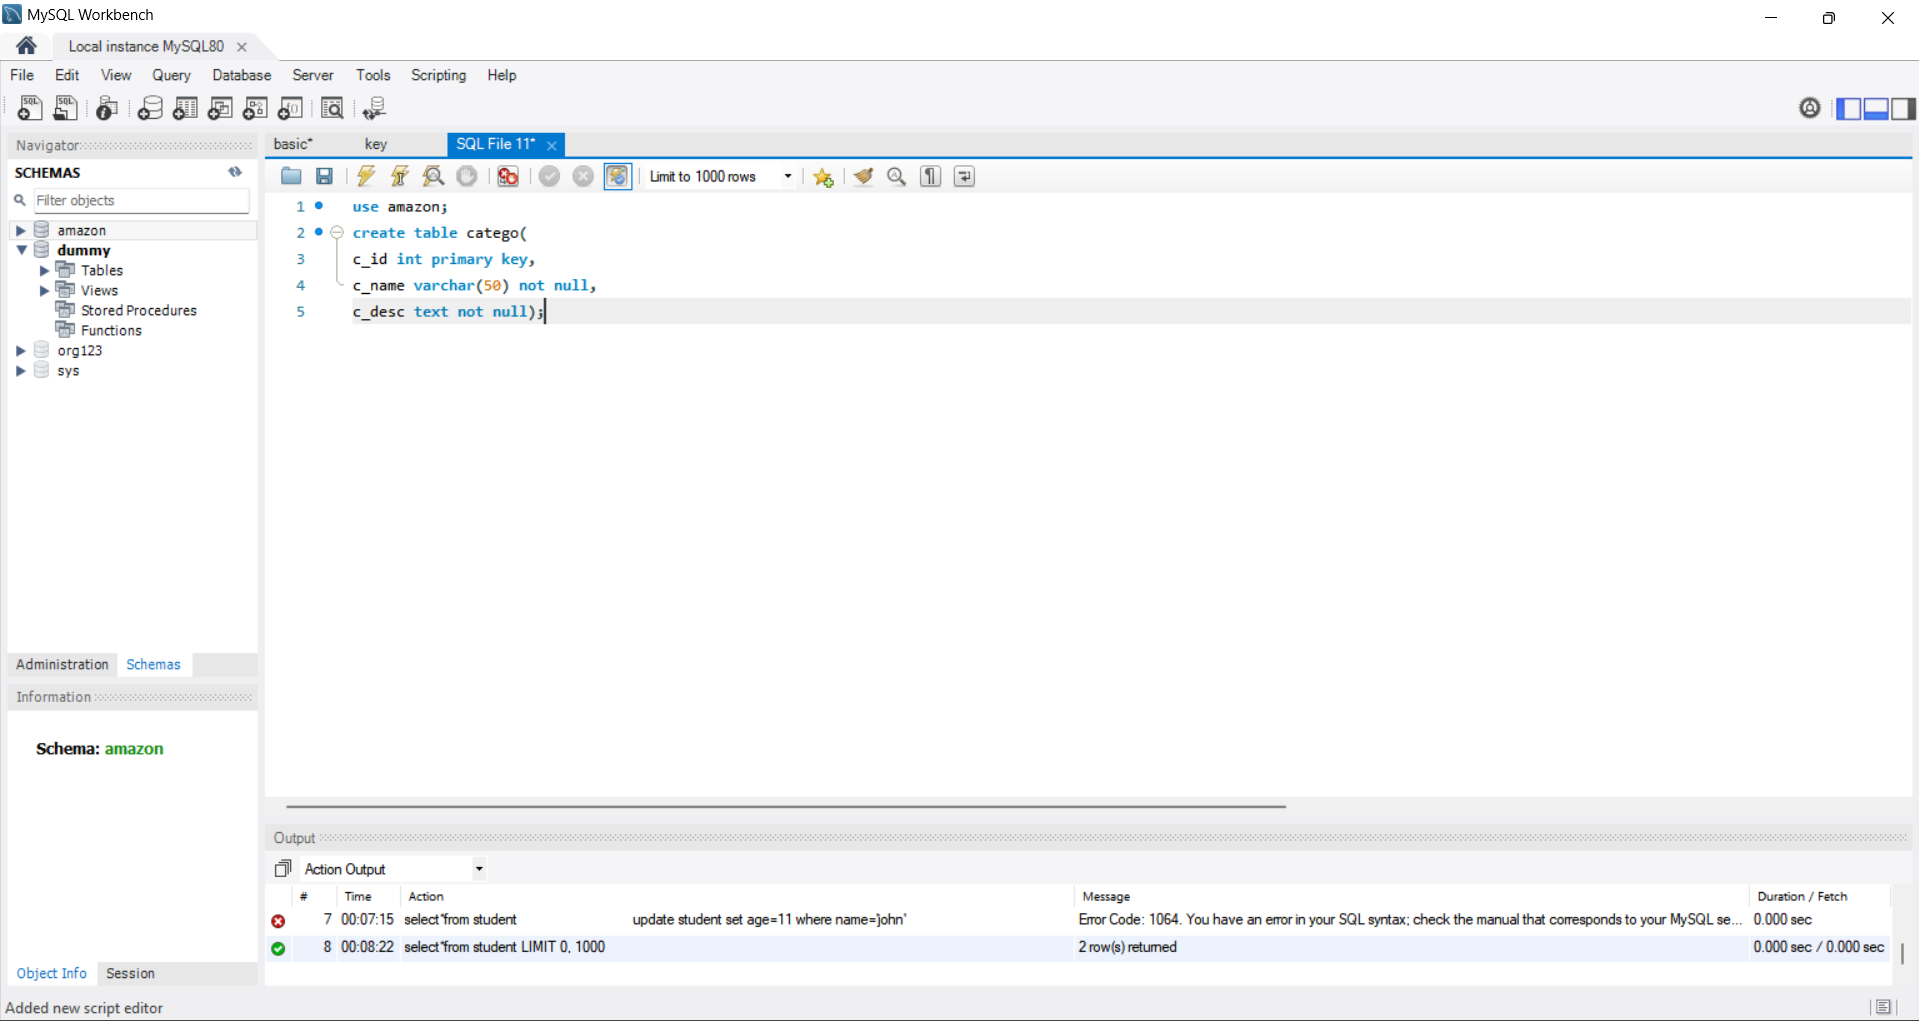 MySQL Workbench
Local instance MySQL80
File Edit View Query Database Server Tools Scripting Help
Navigator
SCHEMAS
Filter objects
amazon
dummy
Tables
Views
Stored Procedures
Functions
org123
sys
Administration Schemas
Information
Schema: amazon
Object Info Session
basic* key SQL File 11*
Limit to 1000 rows
1 use amazon;
2 create table catego(
3 c_id int primary key,
4 c_name varchar(50) not null,
5 c_desc text not null);
Output
Action Output
# Time Action Message Duration / Fetch
7 00:07:15 select*from student update student set age=11 where name='john' Error Code: 1064. You have an error in your SQL syntax; check the manual that corresponds to your MySQL se... 0.000 sec
8 00:08:22 select*from student LIMIT 0, 1000 2 row(s) returned 0.000 sec / 0.000 sec
Added new script editor